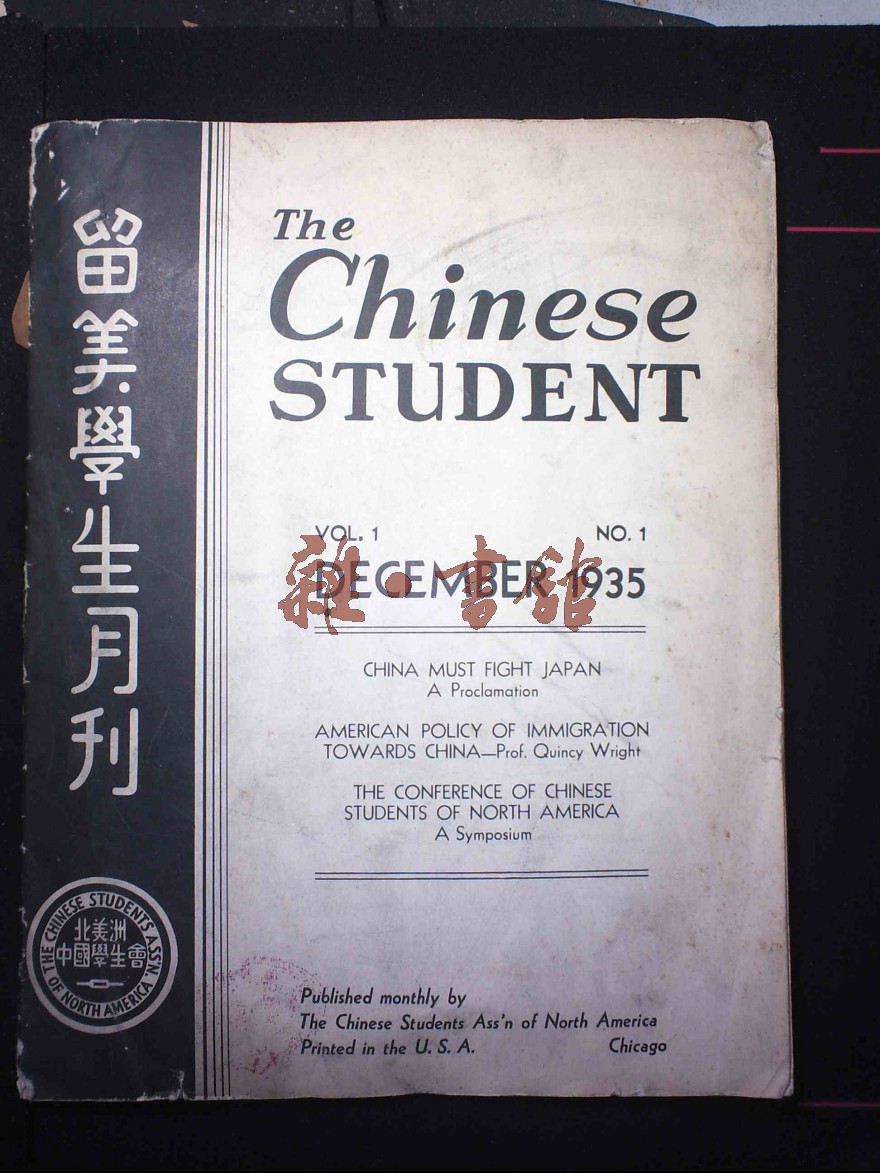 留美學生月刊
The
Chinese
STUDENT
VOL. 1 NO. 1
DECEMBER 1935
雜·書舘
CHINA MUST FIGHT JAPAN
A Proclamation
AMERICAN POLICY OF IMMIGRATION
TOWARDS CHINA—Prof. Quincy Wright
THE CONFERENCE OF CHINESE
STUDENTS OF NORTH AMERICA
A Symposium
THE CHINESE STUDENTS ASS'N.
OF NORTH AMERICA
北美洲
中國學生會
Published monthly by
The Chinese Students Ass'n of North America
Printed in the U. S. A. Chicago